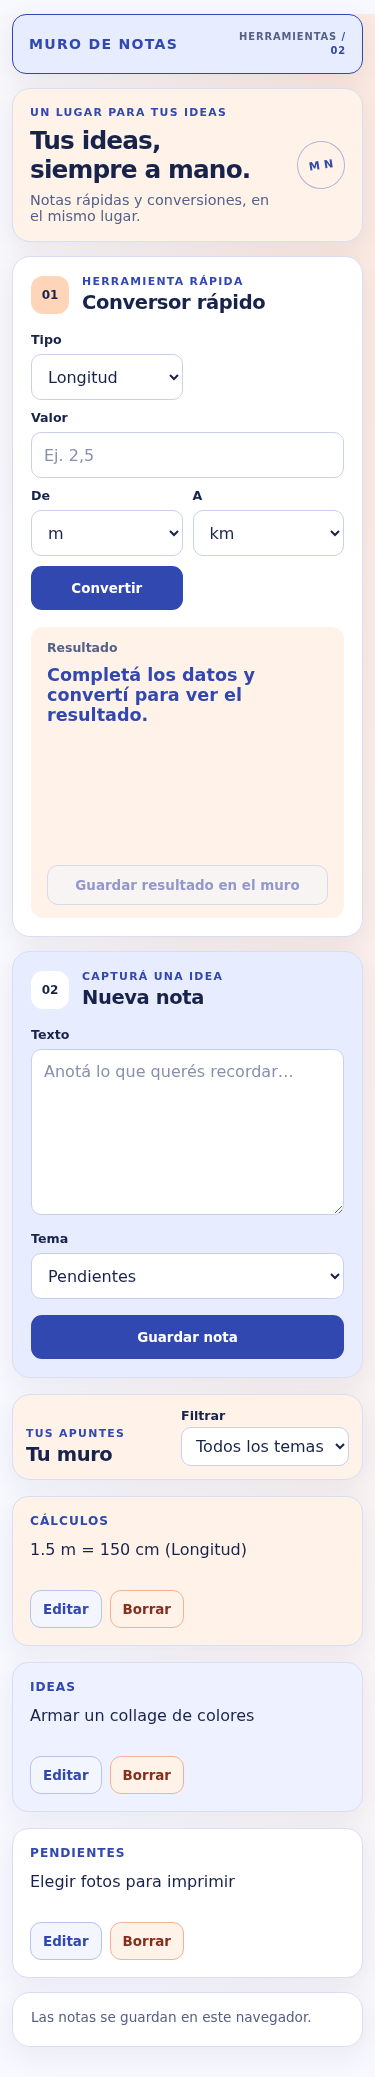 MURO DE NOTAS
HERRAMIENTAS /
02
UN LUGAR PARA TUS IDEAS
Tus ideas,
siempre a mano.
Notas rápidas y conversiones, en
el mismo lugar.
M N
01
HERRAMIENTA RÁPIDA
Conversor rápido
Tipo
Longitud
Valor
Ej. 2,5
De
A
m
km
Convertir
Resultado
Completá los datos y
convertí para ver el
resultado.
Guardar resultado en el muro
02
CAPTURÁ UNA IDEA
Nueva nota
Texto
Anotá lo que querés recordar...
Tema
Pendientes
Guardar nota
TUS APUNTES
Tu muro
Filtrar
Todos los temas
CÁLCULOS
1.5 m = 150 cm (Longitud)
Editar
Borrar
IDEAS
Armar un collage de colores
Editar
Borrar
PENDIENTES
Elegir fotos para imprimir
Editar
Borrar
Las notas se guardan en este navegador.